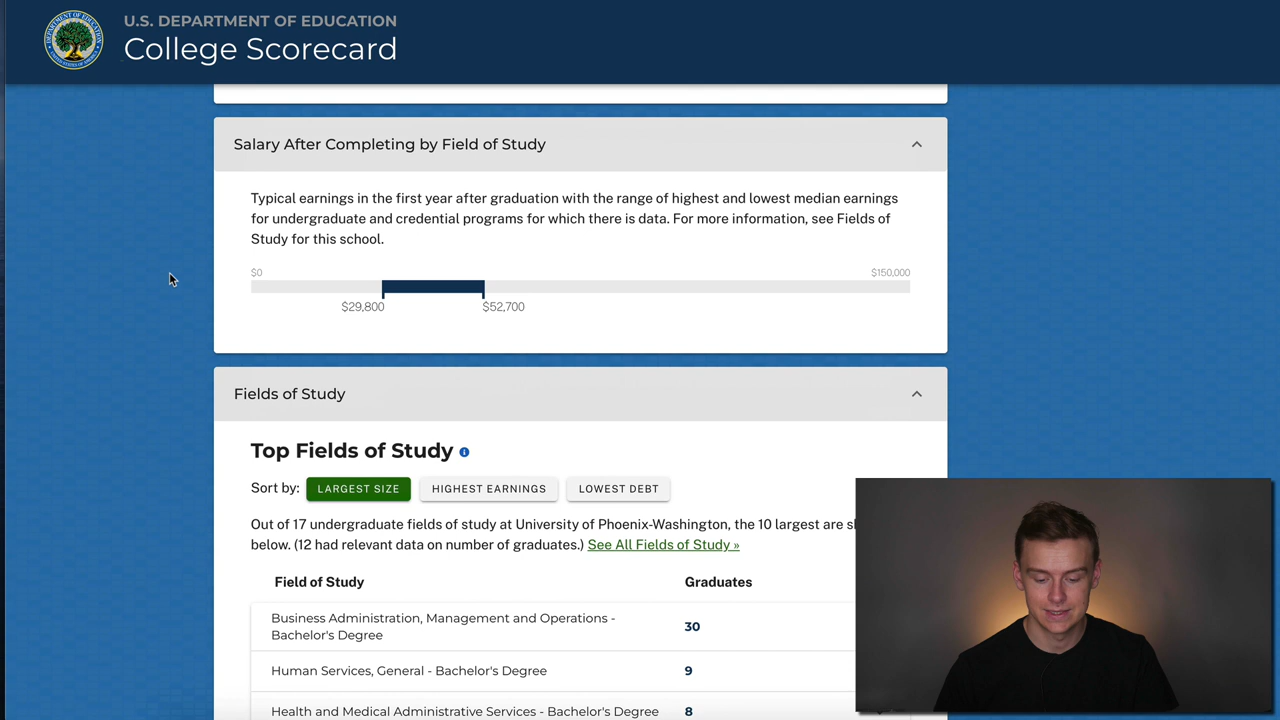 U.S. DEPARTMENT OF EDUCATION
College Scorecard
Salary After Completing by Field of Study
Typical earnings in the first year after graduation with the range of highest and lowest median earnings
for undergraduate and credential programs for which there is data. For more information, see Fields of
Study for this school.
$0
$150,000
$29,800
$52,700
Fields of Study
Top Fields of Study
Sort by: LARGEST SIZE HIGHEST EARNINGS LOWEST DEBT
Out of 17 undergraduate fields of study at University of Phoenix-Washington, the 10 largest are
below. (12 had relevant data on number of graduates.) See All Fields of Study »
Field of Study Graduates
Business Administration, Management and Operations -
Bachelor's Degree
30
Human Services, General - Bachelor's Degree 9
Health and Medical Administrative Services - Bachelor's Degree 8